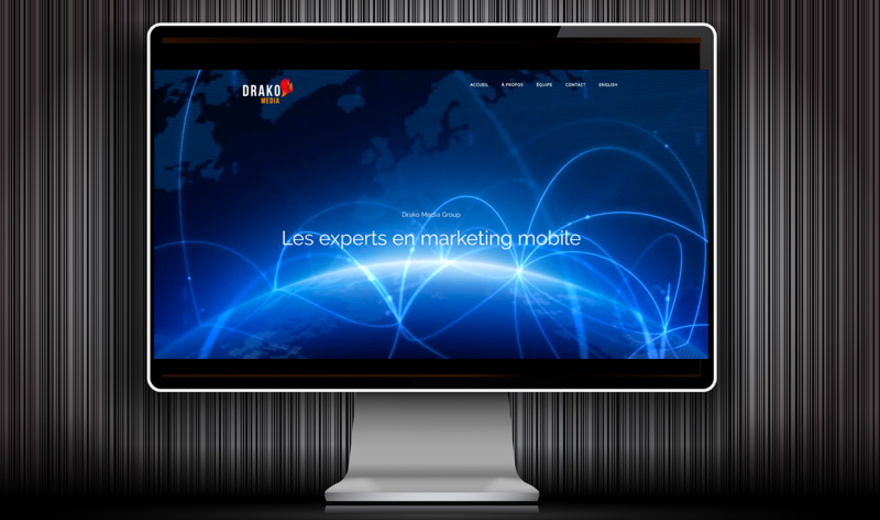 DRAKO
MEDIA
ACCUEIL À PROPOS ÉQUIPE CONTACT ENGLISH
Drako Media Group
Les experts en marketing mobile